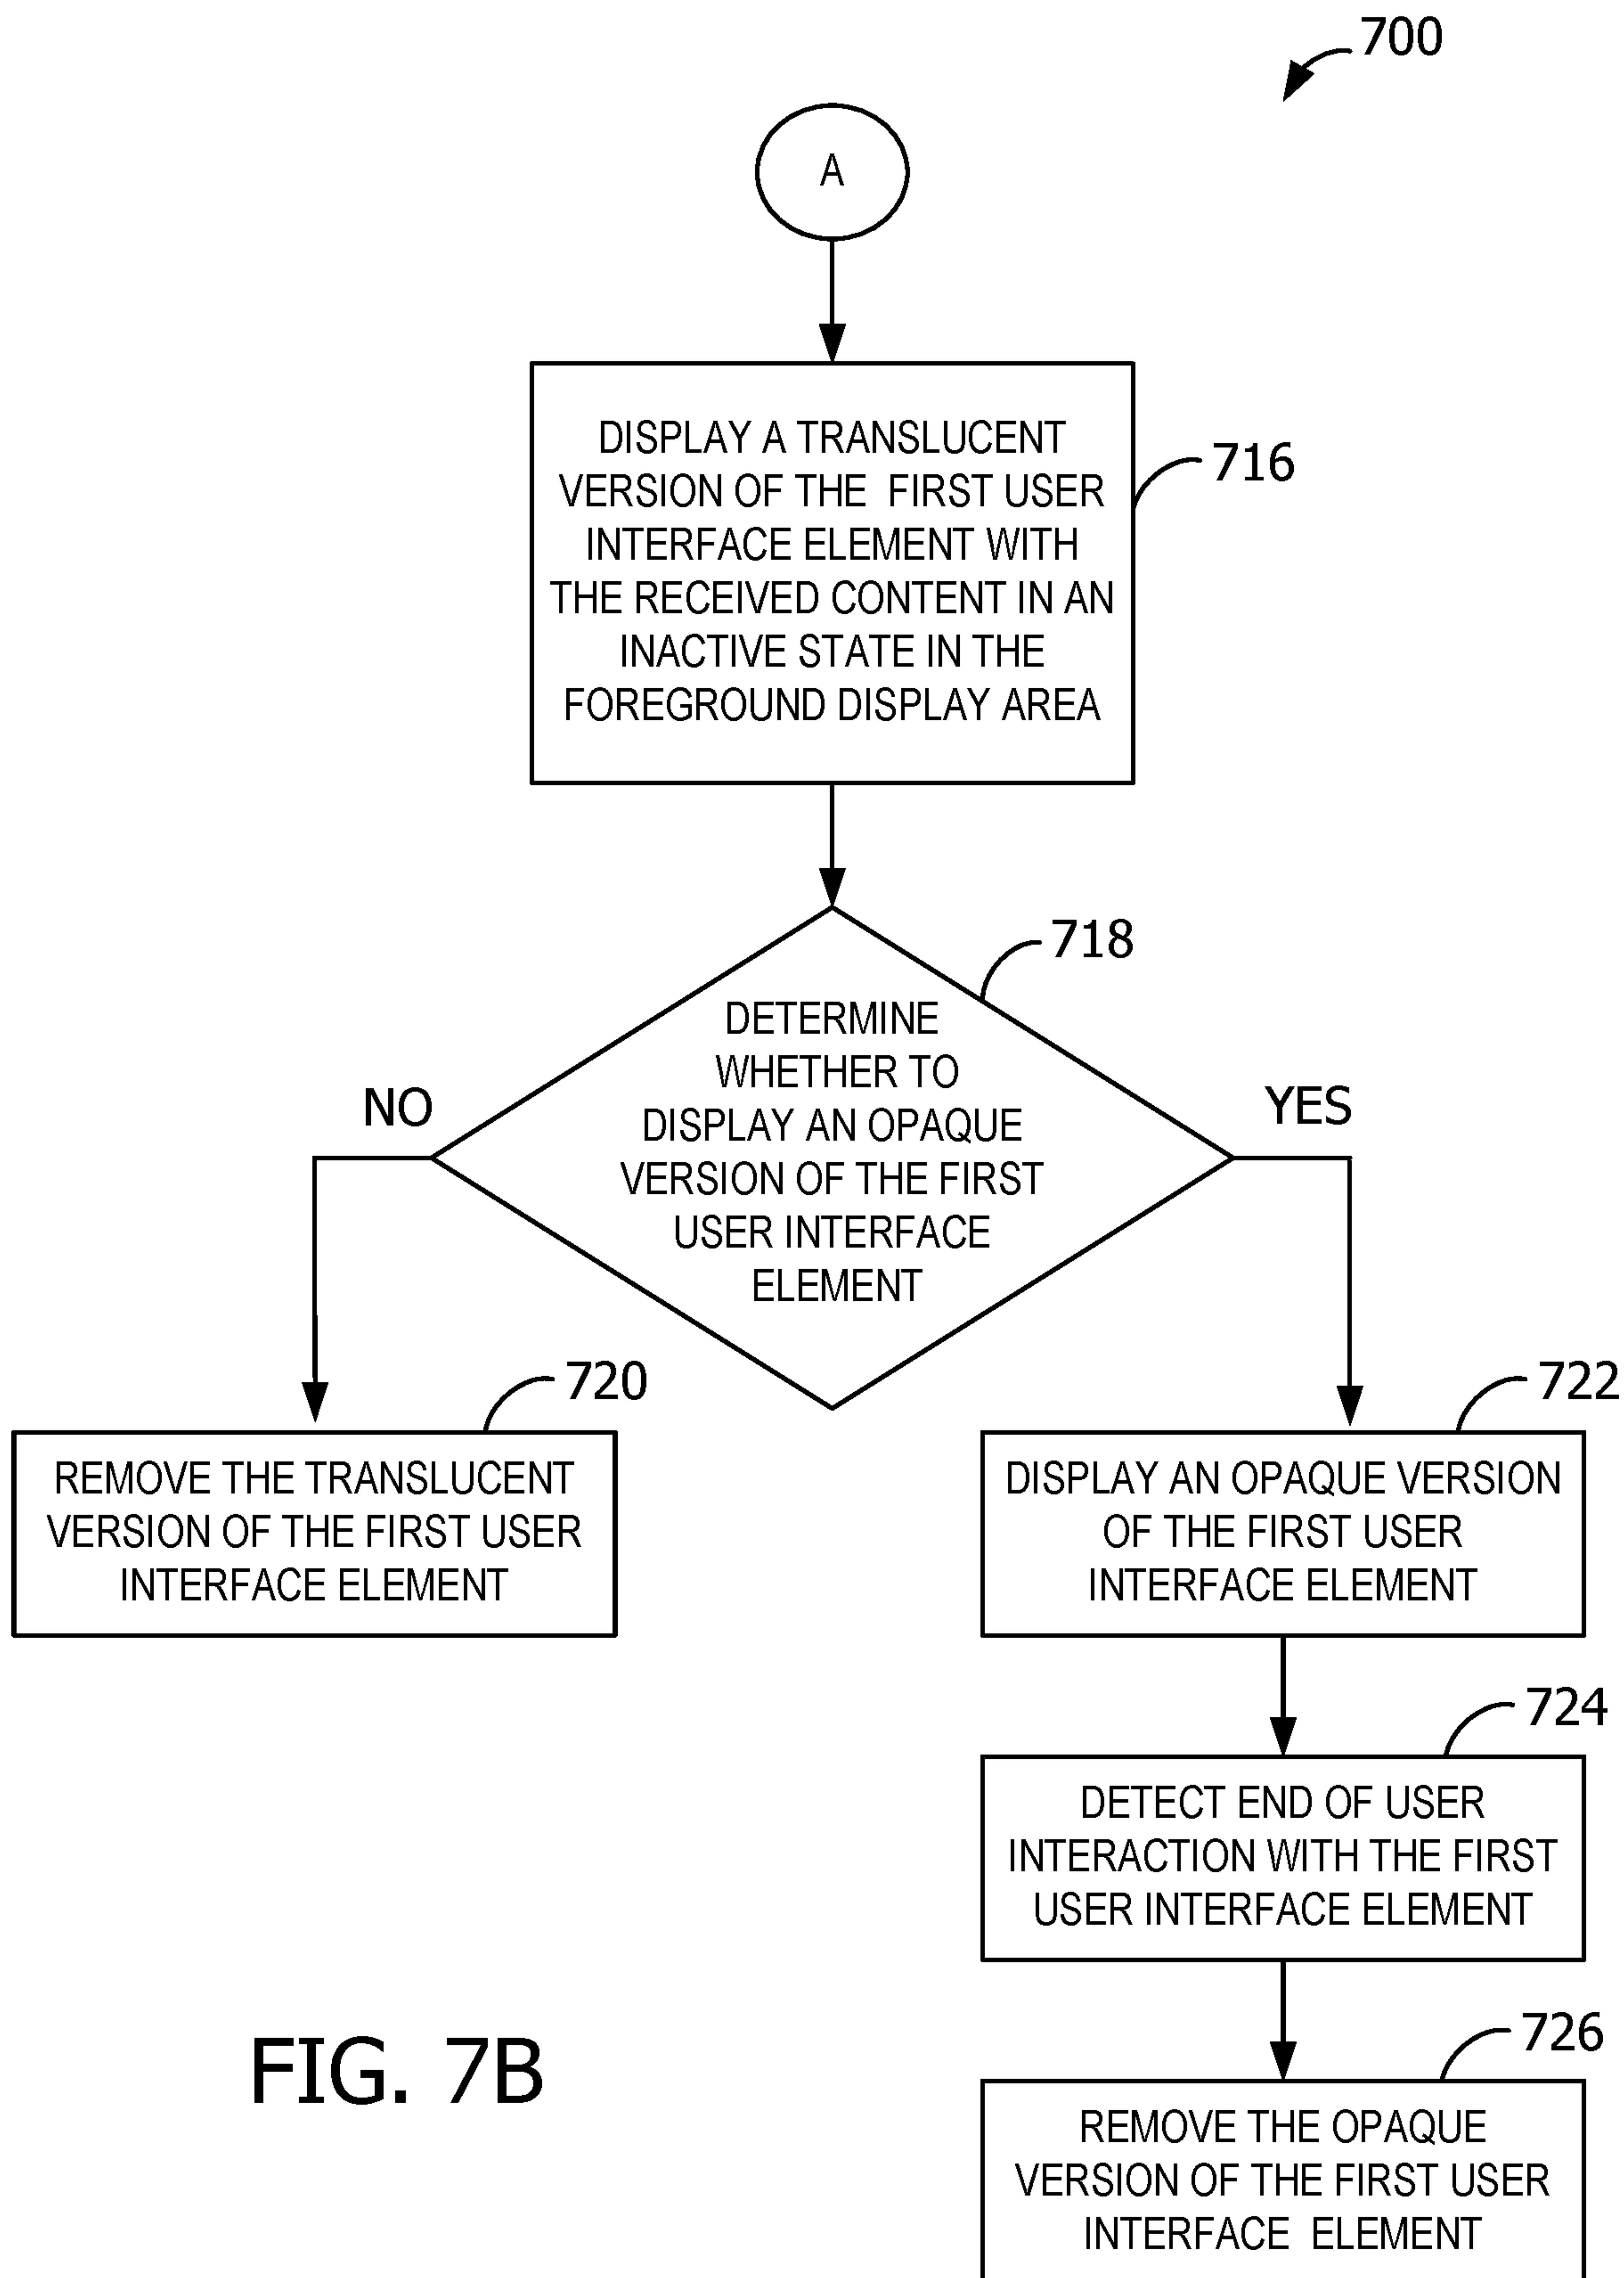 700
A
DISPLAY A TRANSLUCENT
VERSION OF THE FIRST USER
INTERFACE ELEMENT WITH
THE RECEIVED CONTENT IN AN
INACTIVE STATE IN THE
FOREGROUND DISPLAY AREA
716
718
DETERMINE
WHETHER TO
DISPLAY AN OPAQUE
VERSION OF THE FIRST
USER INTERFACE
ELEMENT
NO
YES
720
REMOVE THE TRANSLUCENT
VERSION OF THE FIRST USER
INTERFACE ELEMENT
722
DISPLAY AN OPAQUE VERSION
OF THE FIRST USER
INTERFACE ELEMENT
724
DETECT END OF USER
INTERACTION WITH THE FIRST
USER INTERFACE ELEMENT
726
REMOVE THE OPAQUE
VERSION OF THE FIRST USER
INTERFACE ELEMENT
FIG. 7B